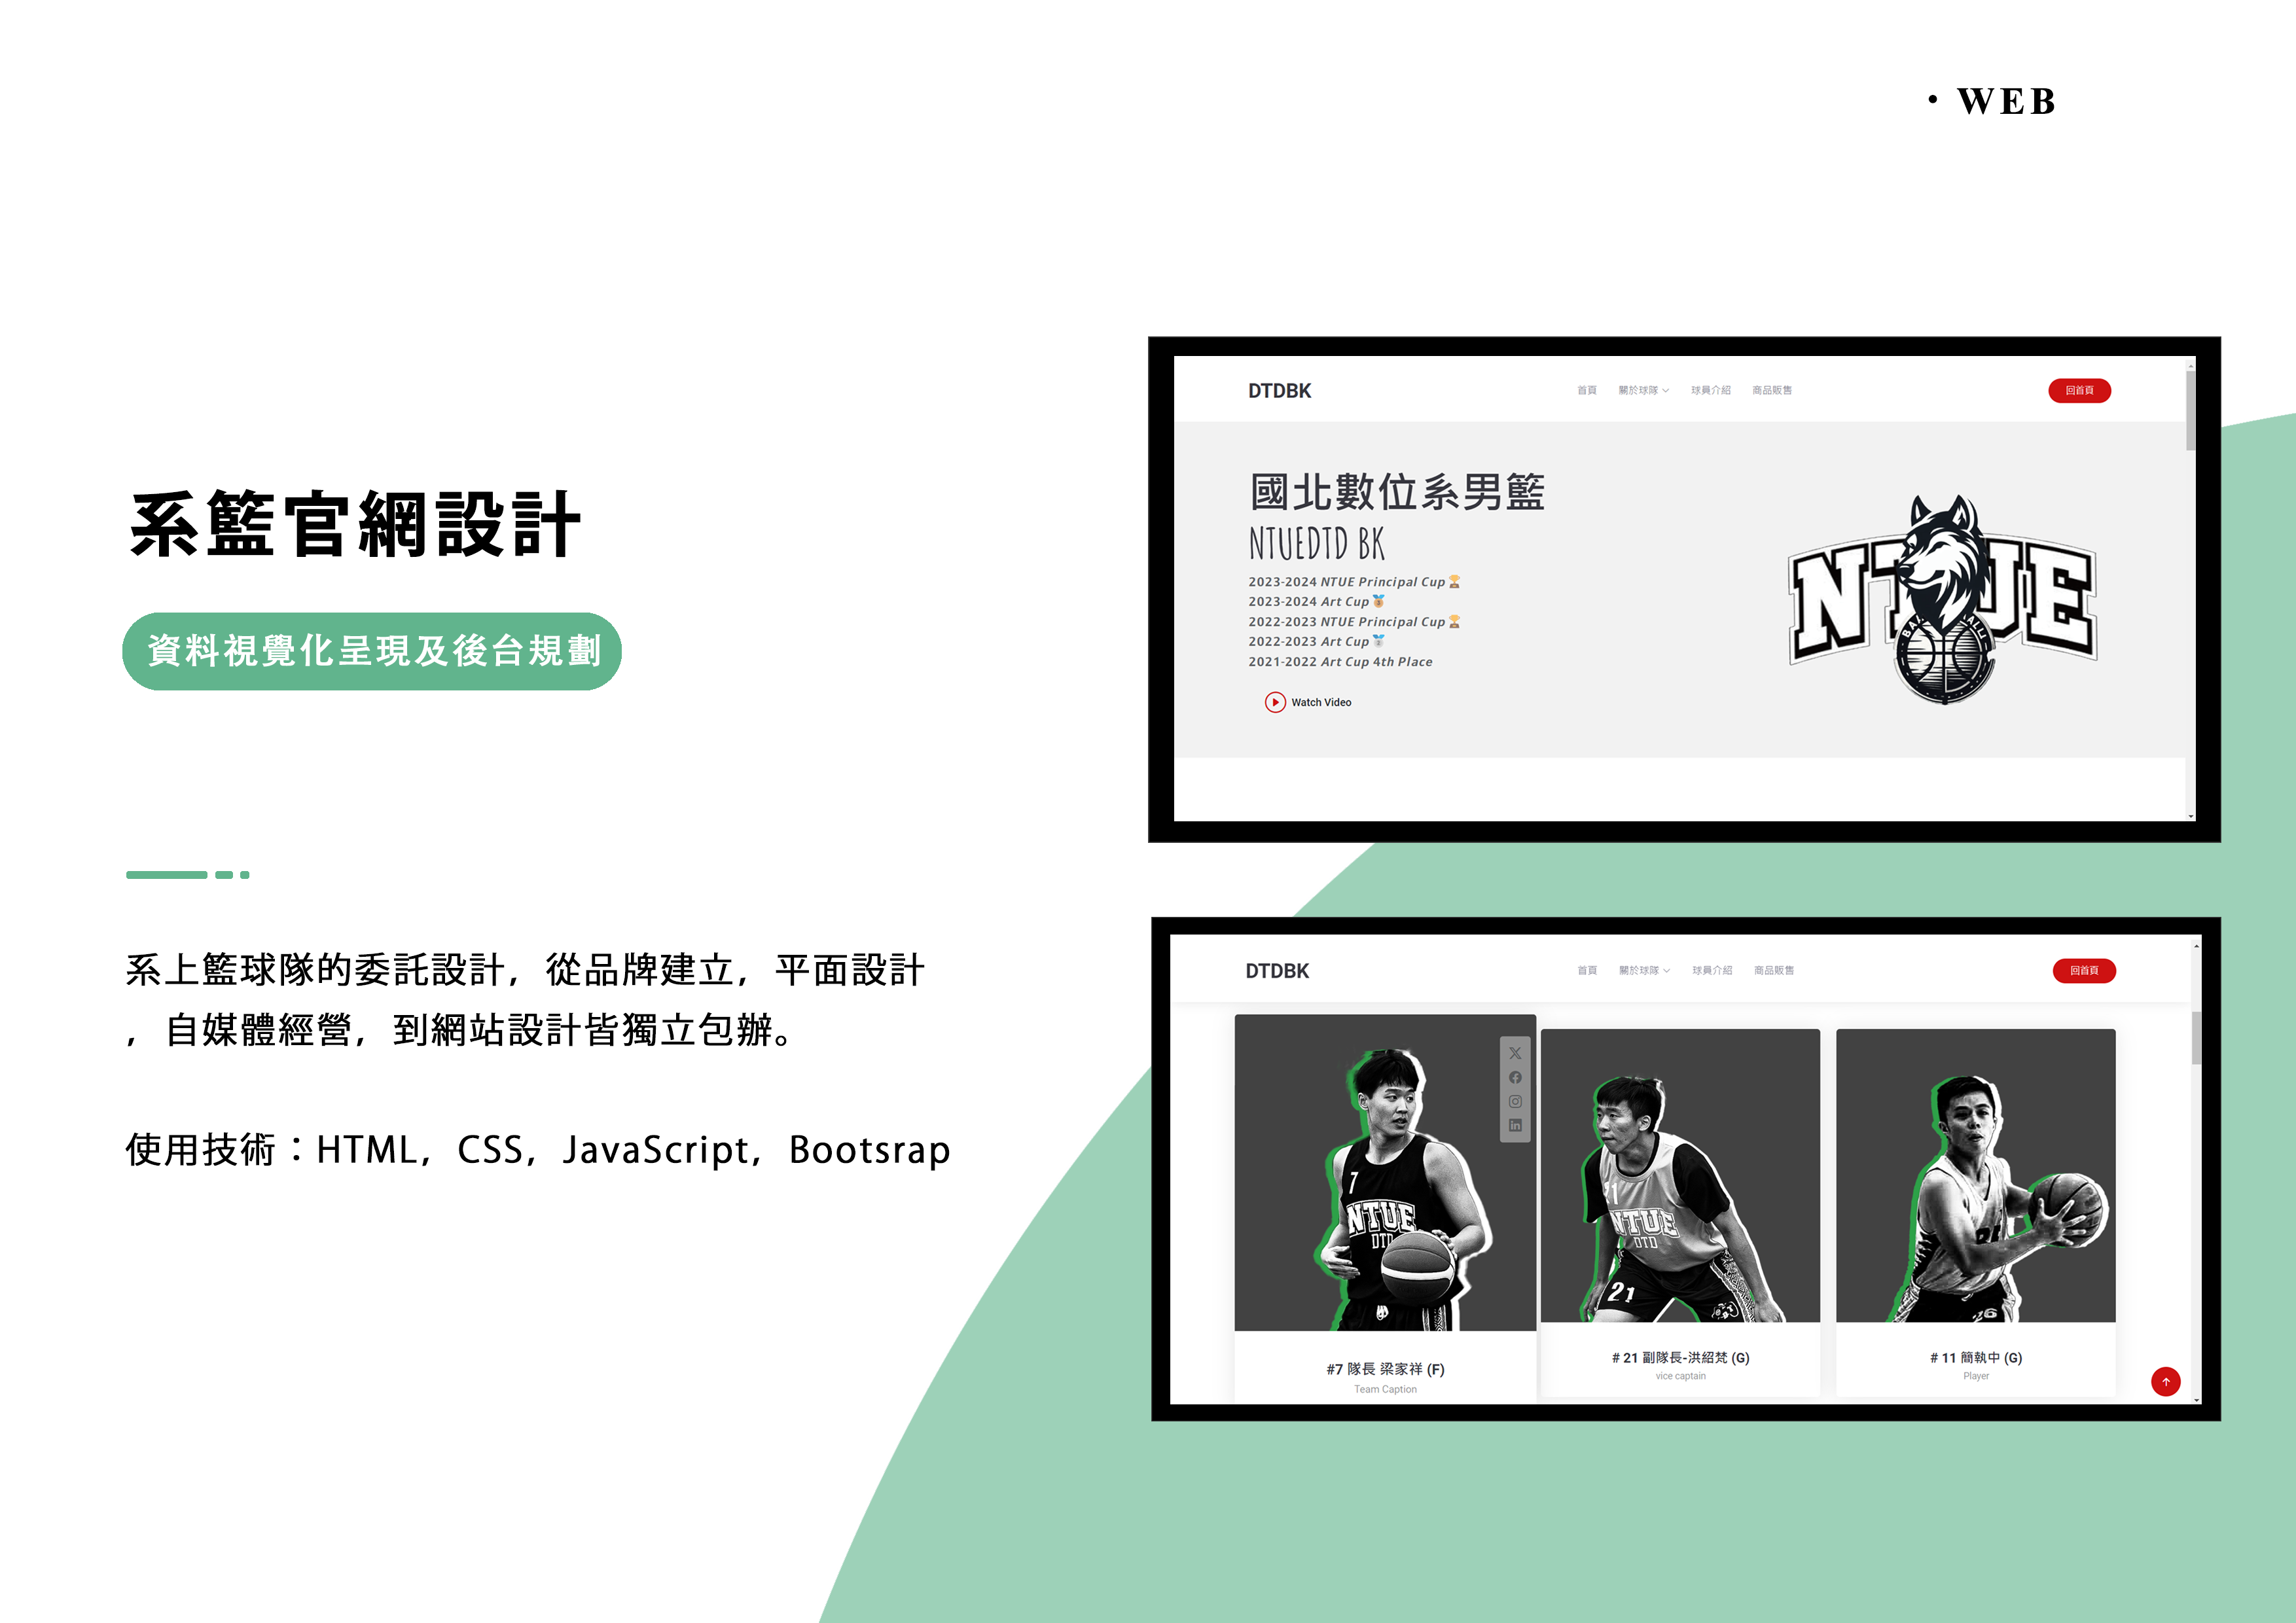 • WEB
系籃官網設計
資料視覺化呈現及後台規劃
系上籃球隊的委託設計，從品牌建立，平面設計
，自媒體經營，到網站設計皆獨立包辦。
使用技術：HTML，CSS，JavaScript，Bootsrap
DTDBK
首頁 關於球隊 球員介紹 商品販售
回首頁
國北數位系男籃
NTUEDTD BK
2023-2024 NTUE Principal Cup🏆
2023-2024 Art Cup🥉
2022-2023 NTUE Principal Cup🏆
2022-2023 Art Cup🥈
2021-2022 Art Cup 4th Place
Watch Video
NTUE
DTDBK
首頁 關於球隊 球員介紹 商品販售
回首頁
7
NTUE
DTD
21
NTUE
DTD
21
#7 隊長 梁家祥 (F)
Team Caption
# 21 副隊長-洪紹梵 (G)
vice captain
# 11 簡執中 (G)
Player